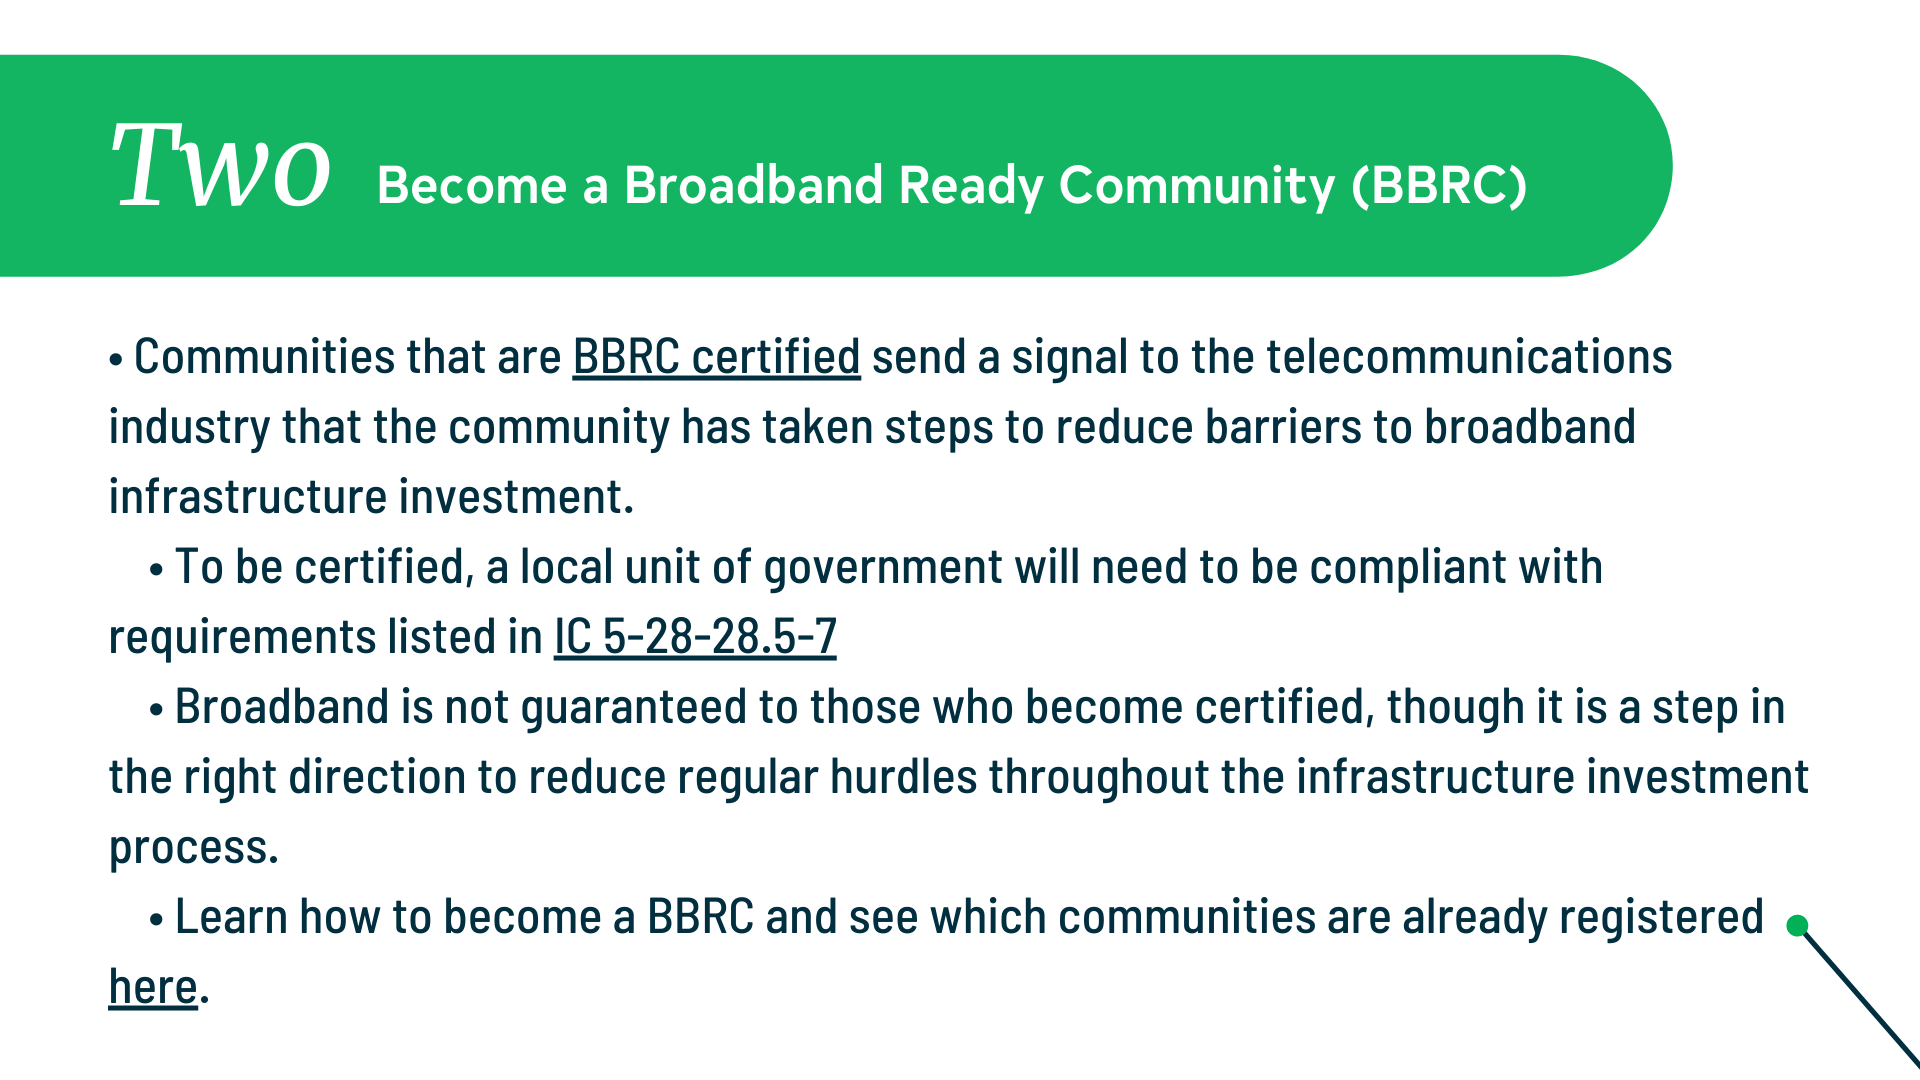 Two Become a Broadband Ready Community (BBRC)
• Communities that are BBRC certified send a signal to the telecommunications
industry that the community has taken steps to reduce barriers to broadband
infrastructure investment.
• To be certified, a local unit of government will need to be compliant with
requirements listed in IC 5-28-28.5-7
• Broadband is not guaranteed to those who become certified, though it is a step in
the right direction to reduce regular hurdles throughout the infrastructure investment
process.
• Learn how to become a BBRC and see which communities are already registered
here.